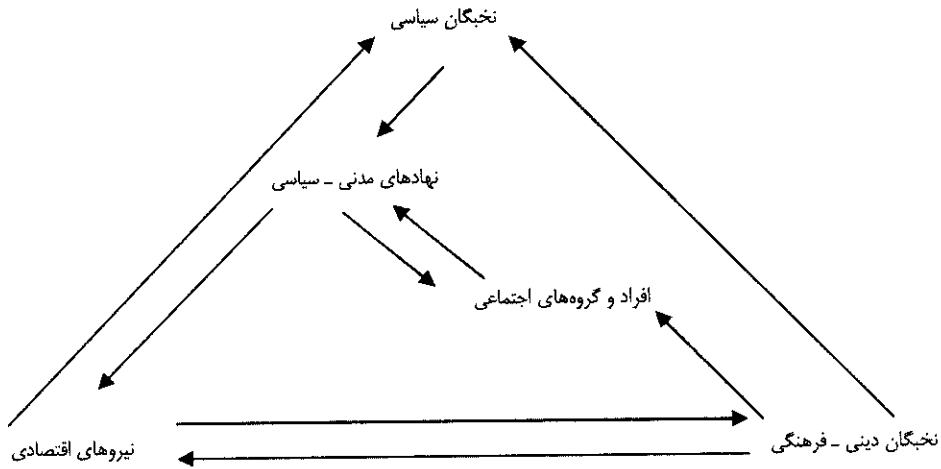 نخبگان سیاسی
نهادهای مدنی ـ سیاسی
افراد و گروه‌های اجتماعی
نخبگان دینی ـ فرهنگی
نیروهای اقتصادی